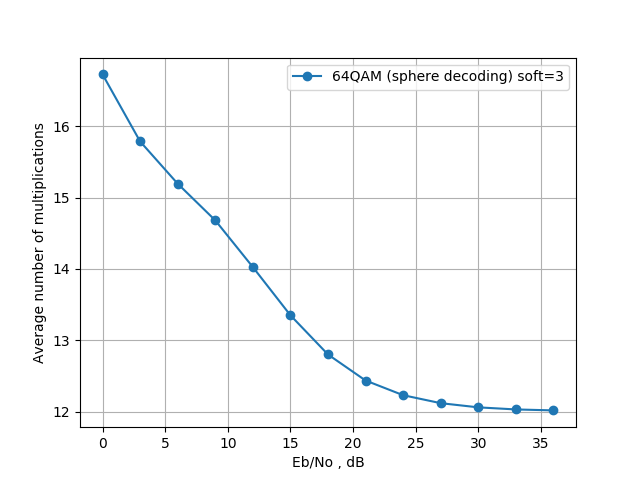 64QAM (sphere decoding) soft=3
Average number of multiplications
16
15
14
13
12
0 5 10 15 20 25 30 35
Eb/No , dB